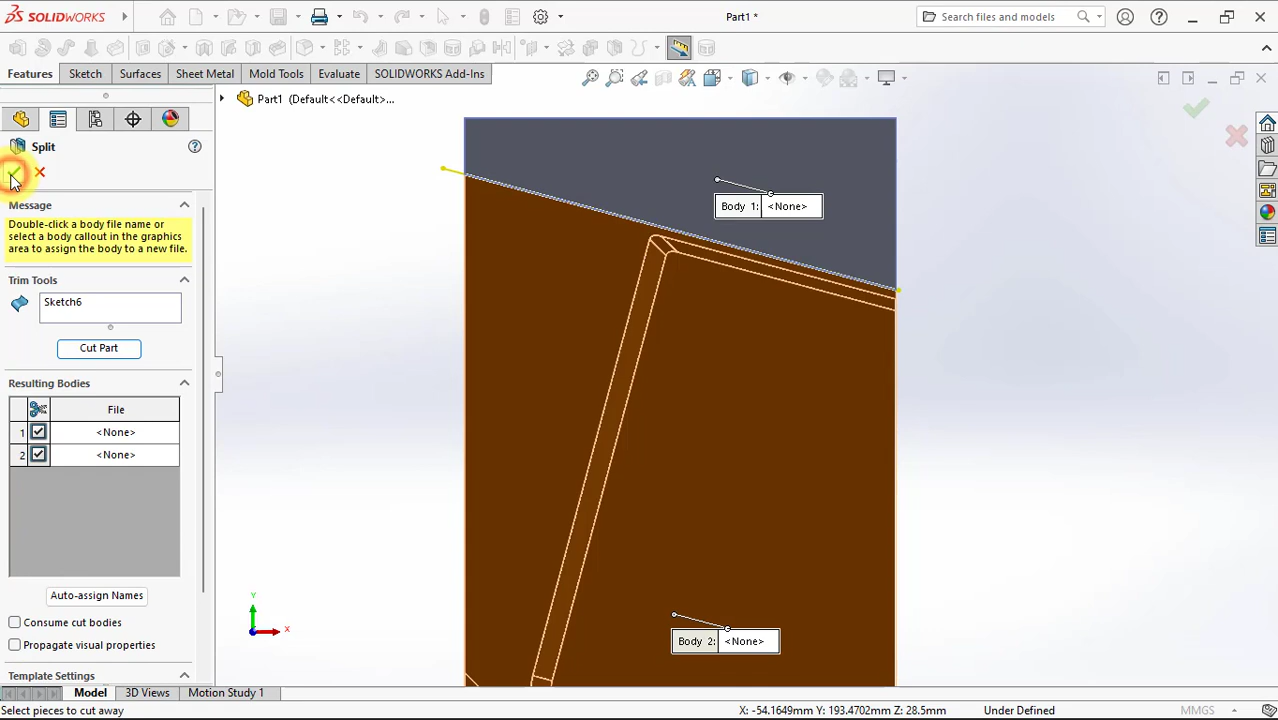 SOLIDWORKS
Part1 *
Search files and models
Features
Sketch
Surfaces
Sheet Metal
Mold Tools
Evaluate
SOLIDWORKS Add-Ins
Part1 (Default<<Default>...
Split
Message
Double-click a body file name or
select a body callout in the graphics
area to assign the body to a new file.
Trim Tools
Sketch6
Cut Part
Resulting Bodies
File
1 <None>
2 <None>
Auto-assign Names
Consume cut bodies
Propagate visual properties
Template Settings
Body 1: <None>
Body 2: <None>
Y
X
Model
3D Views
Motion Study 1
Select pieces to cut away
X: -54.1649mm Y: 193.4702mm Z: 28.5mm
Under Defined
MMGS